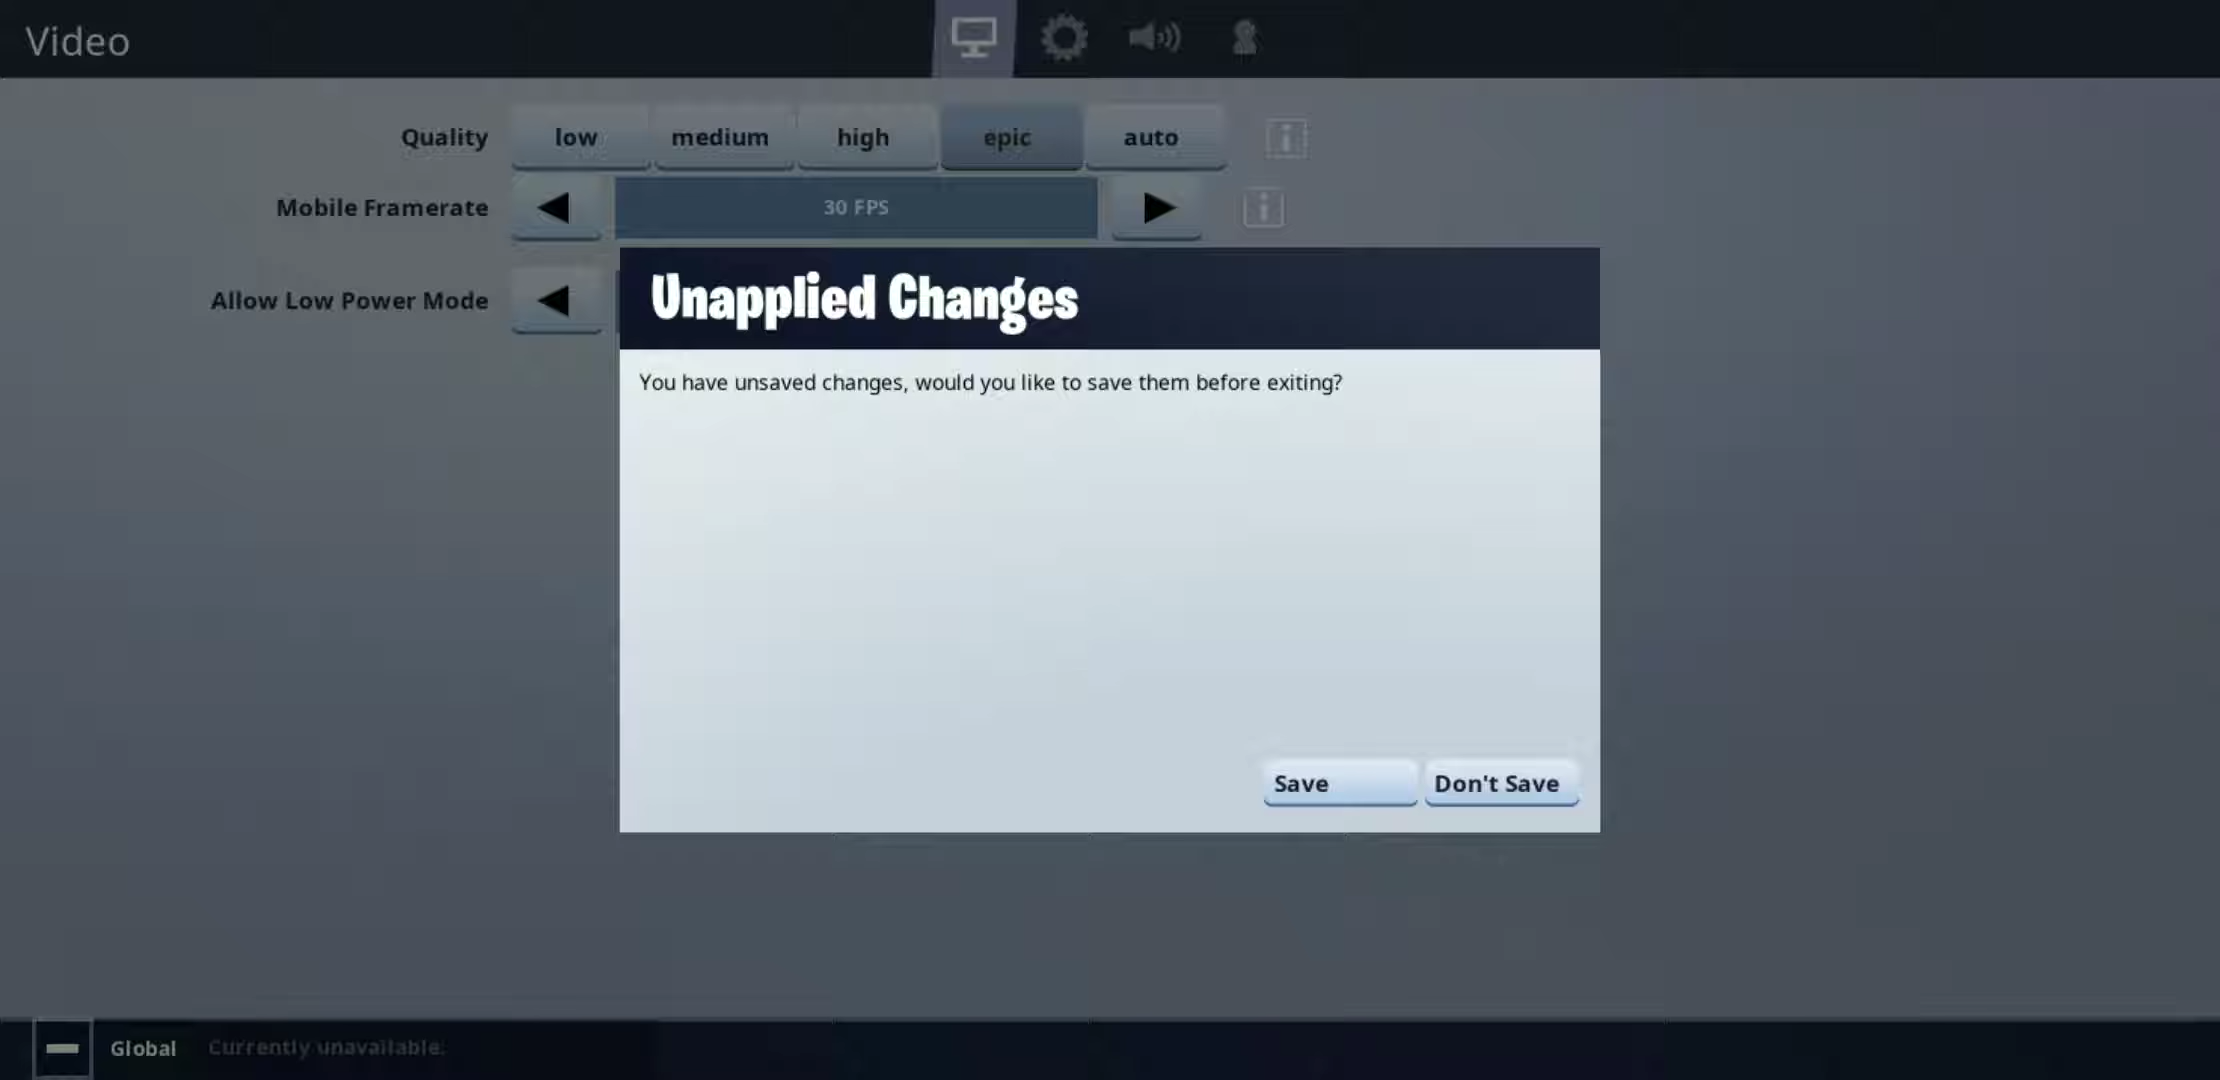 Video
Quality low medium high epic auto
Mobile Framerate 30 FPS
Allow Low Power Mode
Unapplied Changes
You have unsaved changes, would you like to save them before exiting?
Save Don't Save
Global Currently unavailable.